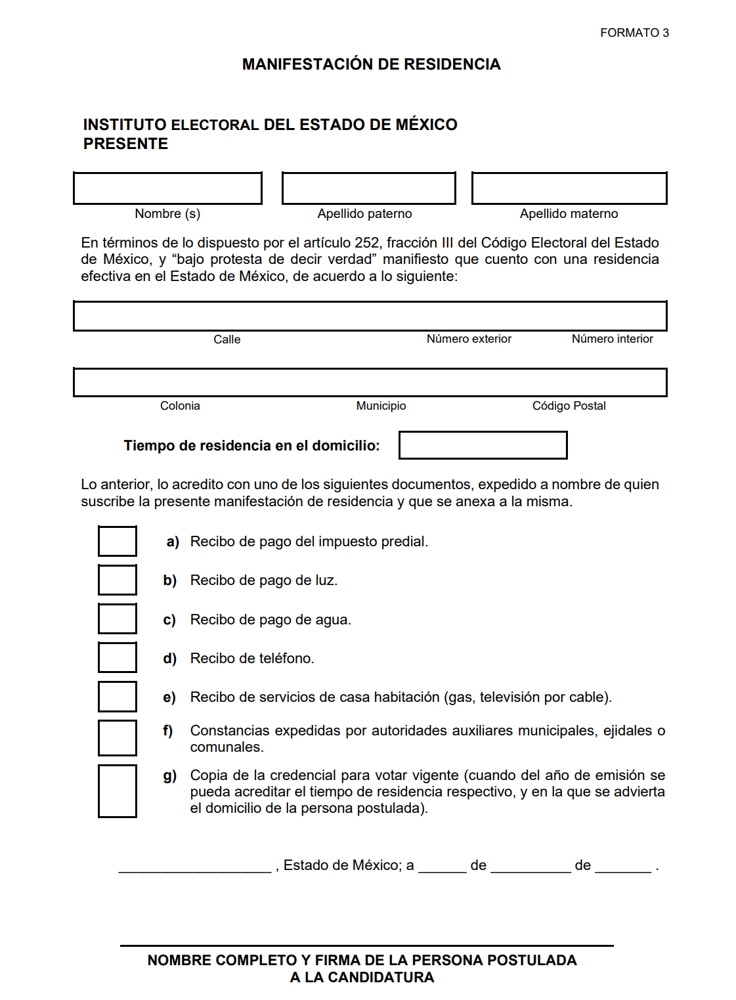 FORMATO 3
MANIFESTACIÓN DE RESIDENCIA
INSTITUTO ELECTORAL DEL ESTADO DE MÉXICO
PRESENTE
Nombre (s) Apellido paterno Apellido materno
En términos de lo dispuesto por el artículo 252, fracción III del Código Electoral del Estado
de México, y “bajo protesta de decir verdad” manifiesto que cuento con una residencia
efectiva en el Estado de México, de acuerdo a lo siguiente:
Calle Número exterior Número interior
Colonia Municipio Código Postal
Tiempo de residencia en el domicilio:
Lo anterior, lo acredito con uno de los siguientes documentos, expedido a nombre de quien
suscribe la presente manifestación de residencia y que se anexa a la misma.
a) Recibo de pago del impuesto predial.
b) Recibo de pago de luz.
c) Recibo de pago de agua.
d) Recibo de teléfono.
e) Recibo de servicios de casa habitación (gas, televisión por cable).
f) Constancias expedidas por autoridades auxiliares municipales, ejidales o
comunales.
g) Copia de la credencial para votar vigente (cuando del año de emisión se
pueda acreditar el tiempo de residencia respectivo, y en la que se advierta
el domicilio de la persona postulada).
___________________ , Estado de México; a ______ de __________ de _______ .
NOMBRE COMPLETO Y FIRMA DE LA PERSONA POSTULADA
A LA CANDIDATURA